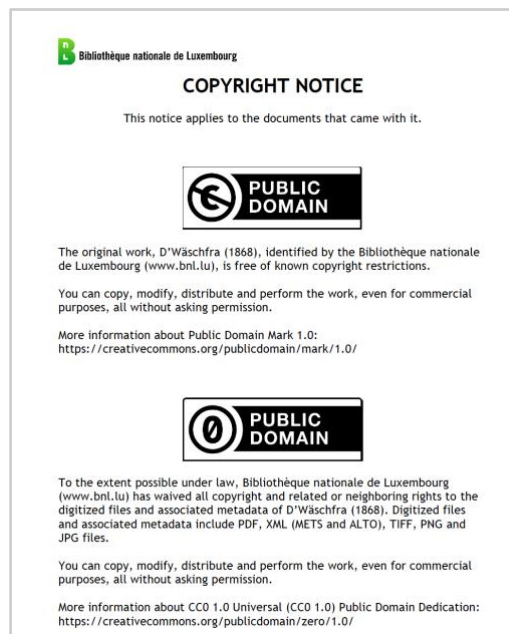 B n L Bibliothèque nationale de Luxembourg
COPYRIGHT NOTICE
This notice applies to the documents that came with it.
PUBLIC
DOMAIN
The original work, D'Wäschfra (1868), identified by the Bibliothèque nationale
de Luxembourg (www.bnl.lu), is free of known copyright restrictions.
You can copy, modify, distribute and perform the work, even for commercial
purposes, all without asking permission.
More information about Public Domain Mark 1.0:
https://creativecommons.org/publicdomain/mark/1.0/
PUBLIC
DOMAIN
To the extent possible under law, Bibliothèque nationale de Luxembourg
(www.bnl.lu) has waived all copyright and related or neighboring rights to the
digitized files and associated metadata of D'Wäschfra (1868). Digitized files
and associated metadata include PDF, XML (METS and ALTO), TIFF, PNG and
JPG files.
You can copy, modify, distribute and perform the work, even for commercial
purposes, all without asking permission.
More information about CC0 1.0 Universal (CC0 1.0) Public Domain Dedication:
https://creativecommons.org/publicdomain/zero/1.0/